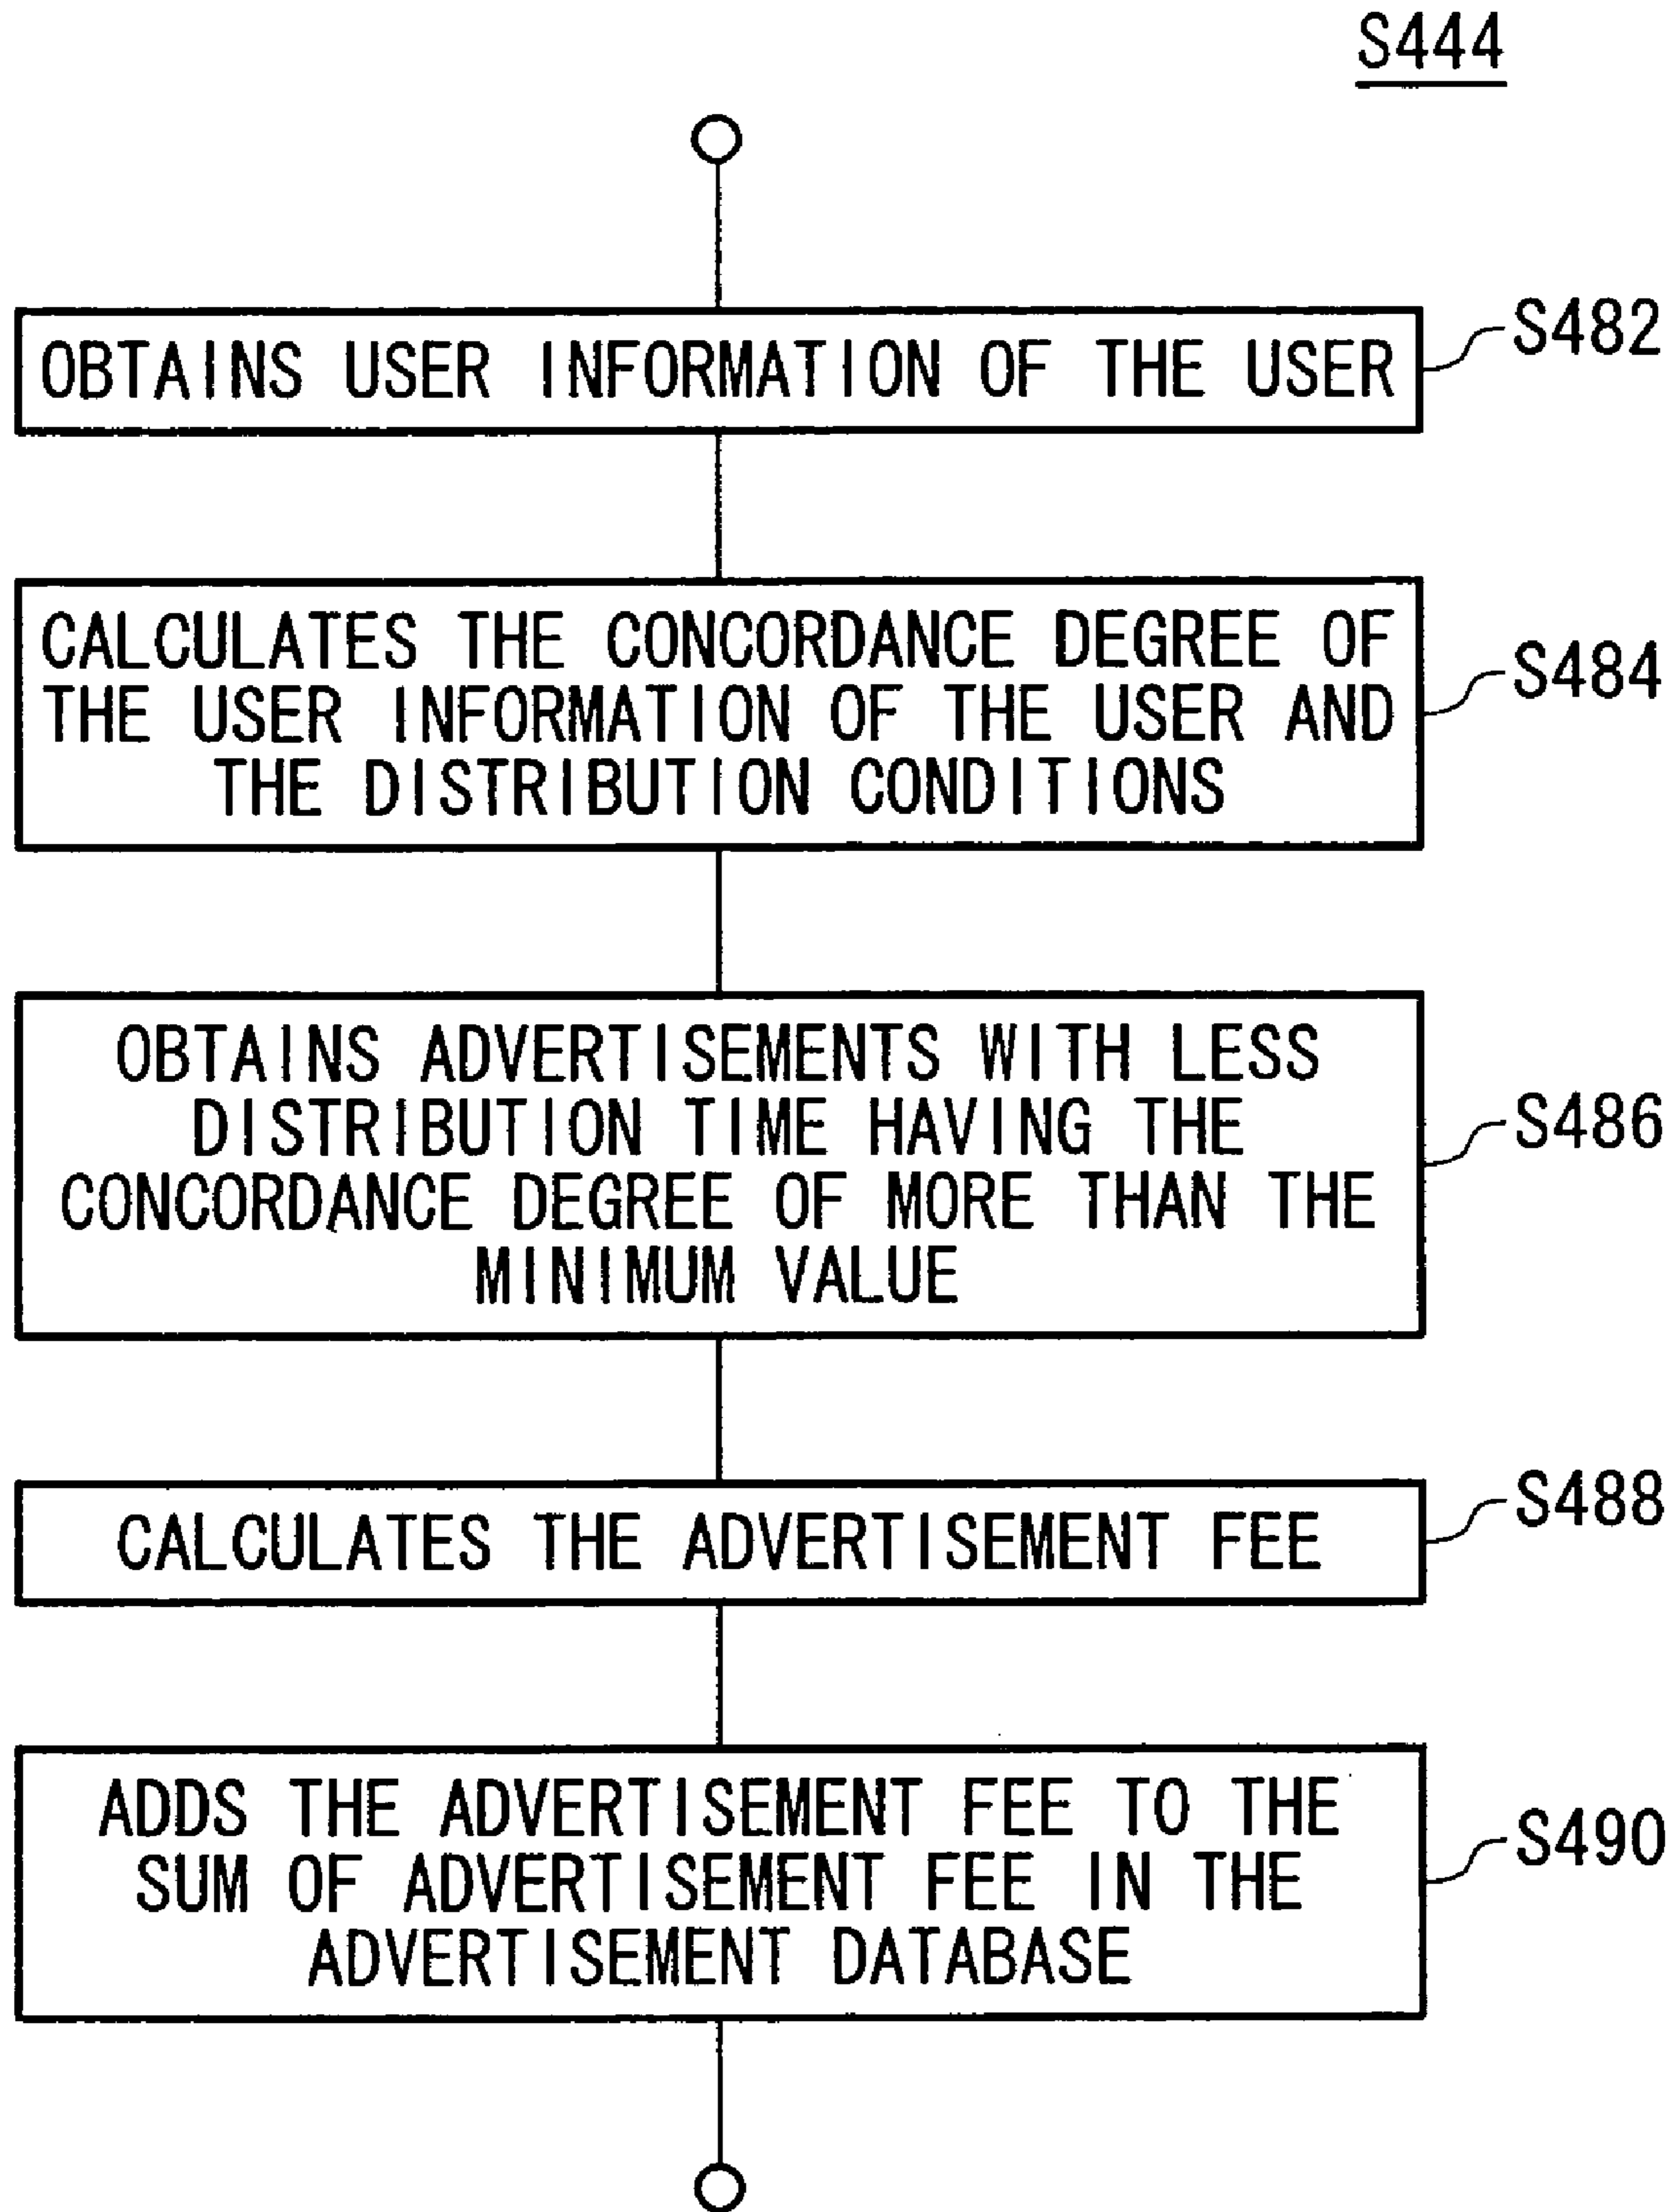 S444
OBTAINS USER INFORMATION OF THE USER
S482
CALCULATES THE CONCORDANCE DEGREE OF
THE USER INFORMATION OF THE USER AND
THE DISTRIBUTION CONDITIONS
S484
OBTAINS ADVERTISEMENTS WITH LESS
DISTRIBUTION TIME HAVING THE
CONCORDANCE DEGREE OF MORE THAN THE
MINIMUM VALUE
S486
CALCULATES THE ADVERTISEMENT FEE
S488
ADDS THE ADVERTISEMENT FEE TO THE
SUM OF ADVERTISEMENT FEE IN THE
ADVERTISEMENT DATABASE
S490